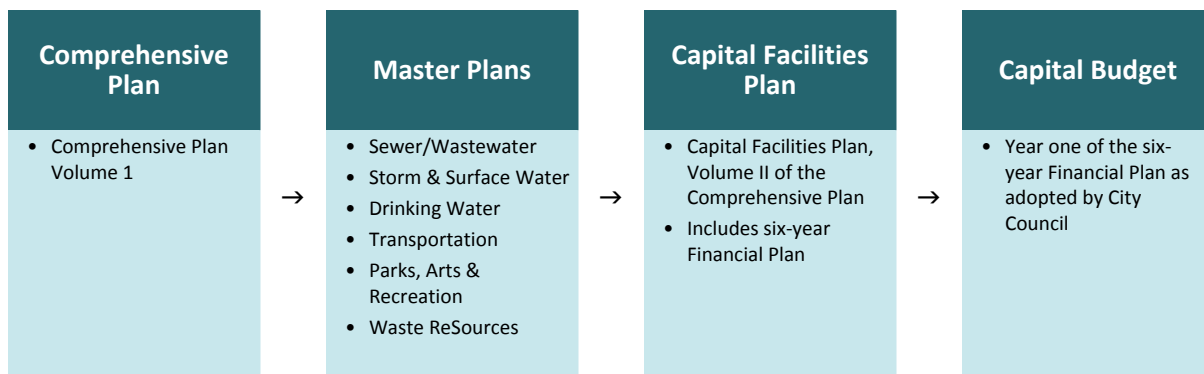 Comprehensive
Plan
• Comprehensive Plan
Volume 1
→
Master Plans
• Sewer/Wastewater
• Storm & Surface Water
• Drinking Water
• Transportation
• Parks, Arts &
Recreation
• Waste ReSources
→
Capital Facilities
Plan
• Capital Facilities Plan,
Volume II of the
Comprehensive Plan
• Includes six-year
Financial Plan
→
Capital Budget
• Year one of the six-
year Financial Plan as
adopted by City
Council